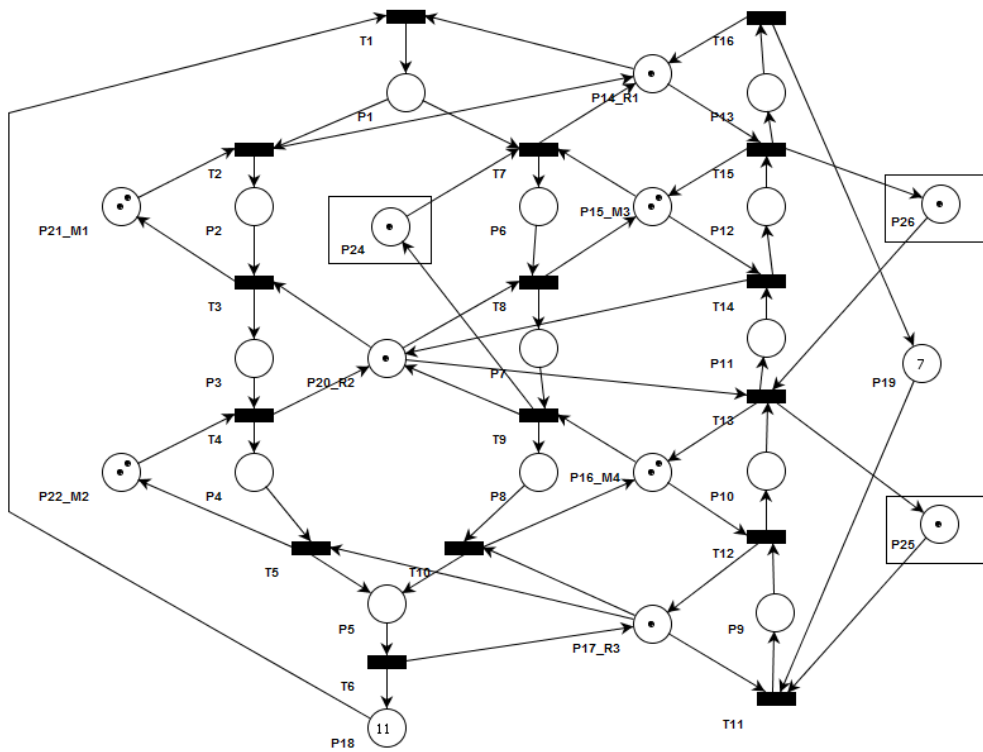 T1
T16
P14_R1
P1
P13
T2
T7
T15
P21_M1
P2
P24
P6
P15_M3
P12
P26
T3
T8
T14
P3
P20_R2
P7
P11
7
P19
T4
T9
T13
P22_M2
P4
P8
P16_M4
P10
P25
T5
T10
T12
P5
P17_R3
P9
T6
11
P18
T11